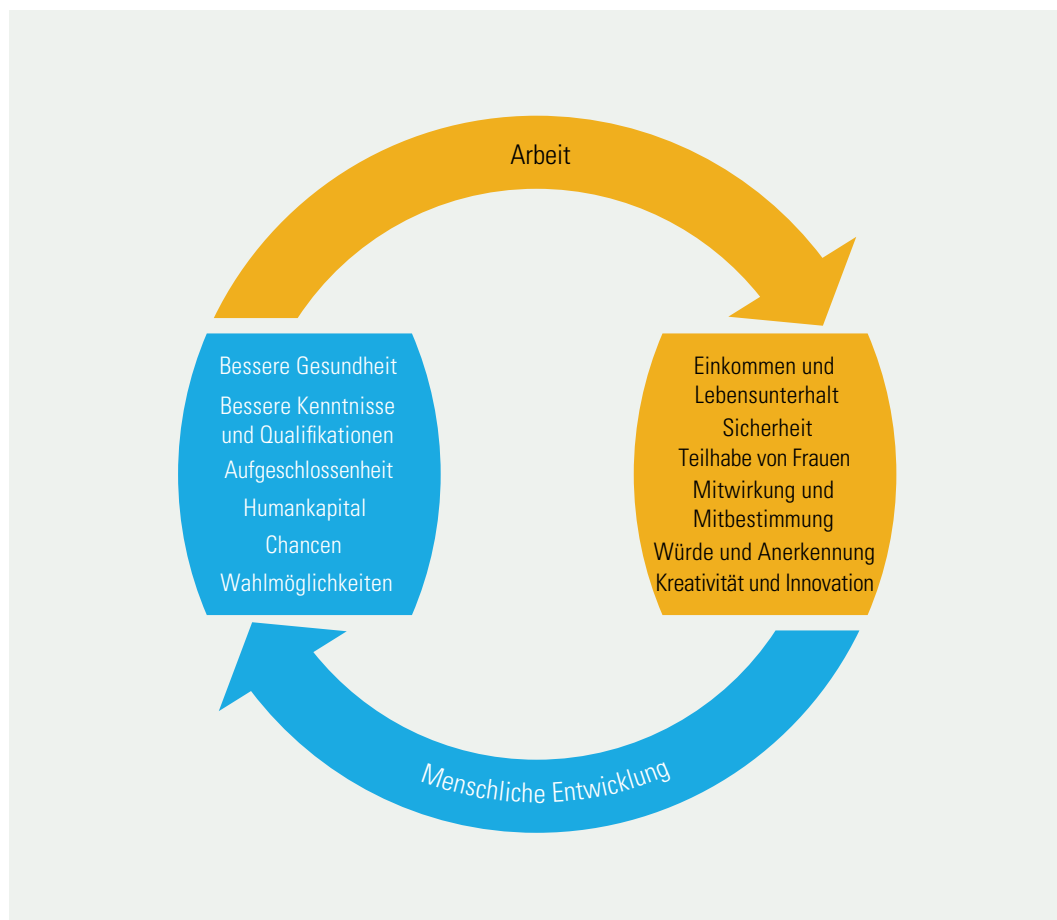 Arbeit
Bessere Gesundheit
Bessere Kenntnisse
und Qualifikationen
Aufgeschlossenheit
Humankapital
Chancen
Wahlmöglichkeiten
Einkommen und
Lebensunterhalt
Sicherheit
Teilhabe von Frauen
Mitwirkung und
Mitbestimmung
Würde und Anerkennung
Kreativität und Innovation
Menschliche Entwicklung